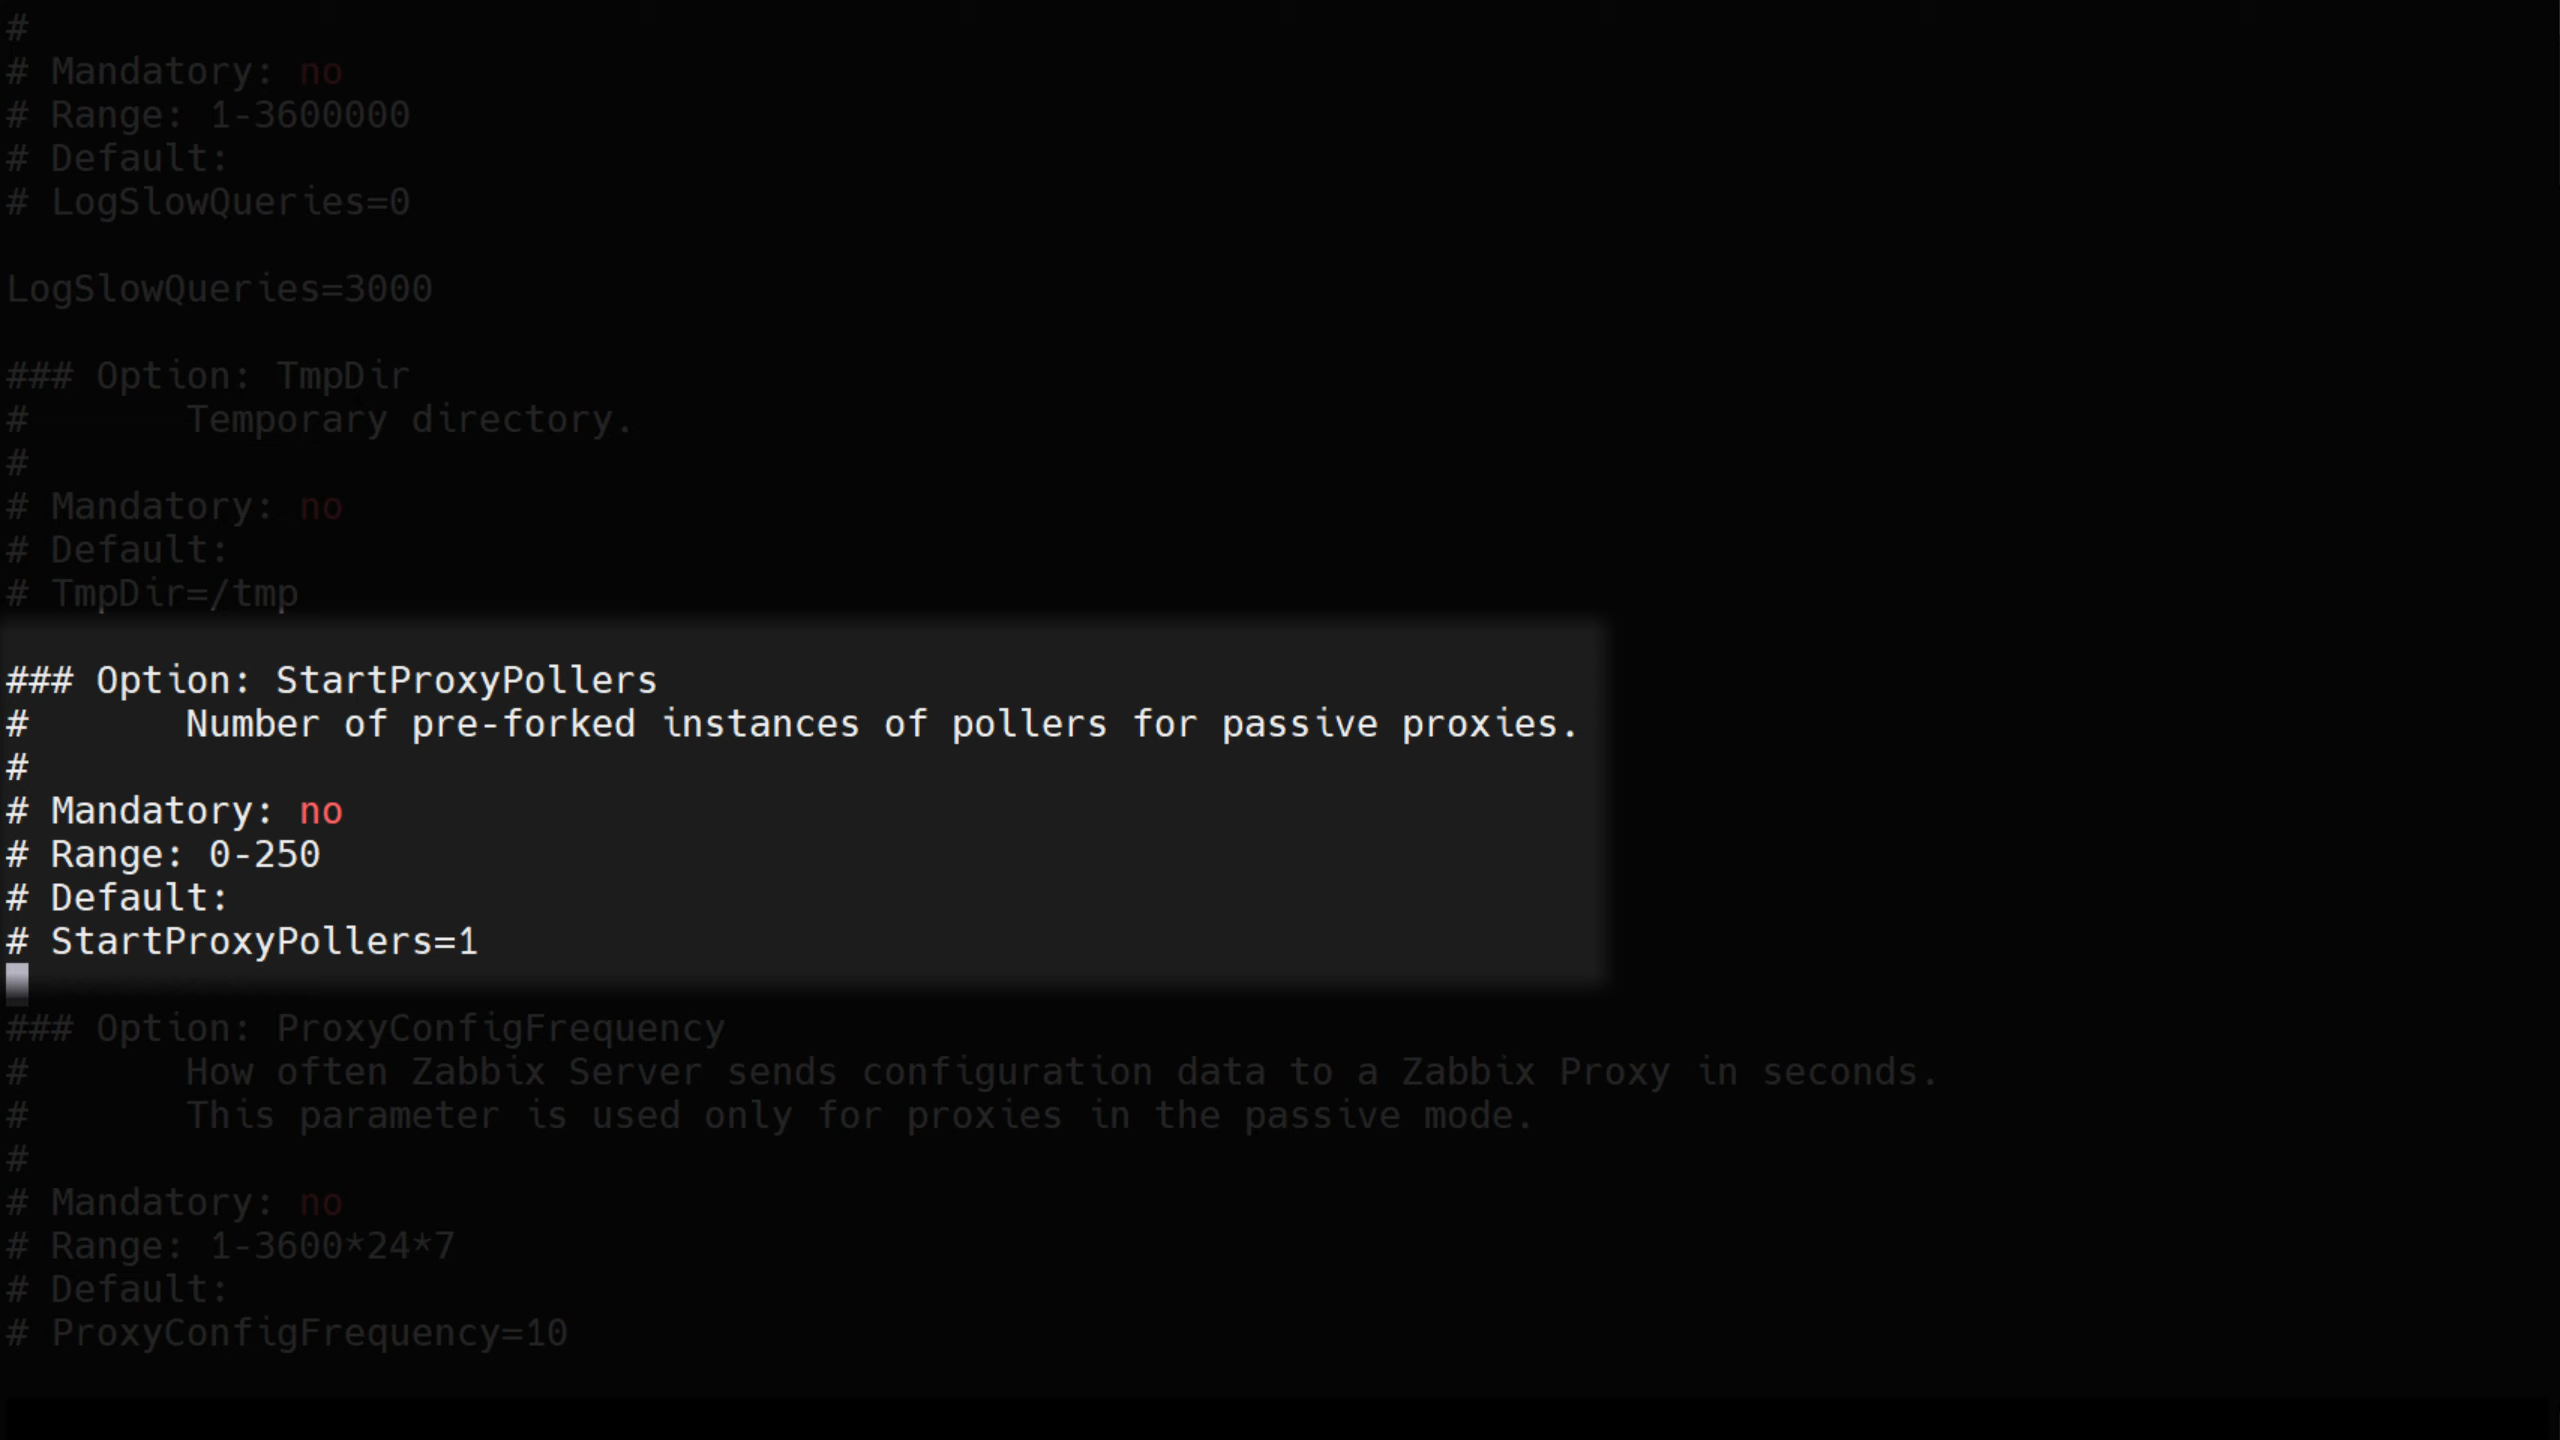 #
# Mandatory: no
# Range: 1-3600000
# Default:
# LogSlowQueries=0
LogSlowQueries=3000
### Option: TmpDir
#       Temporary directory.
#
# Mandatory: no
# Default:
# TmpDir=/tmp
### Option: StartProxyPollers
#       Number of pre-forked instances of pollers for passive proxies.
#
# Mandatory: no
# Range: 0-250
# Default:
# StartProxyPollers=1
### Option: ProxyConfigFrequency
#       How often Zabbix Server sends configuration data to a Zabbix Proxy in seconds.
#       This parameter is used only for proxies in the passive mode.
#
# Mandatory: no
# Range: 1-3600*24*7
# Default:
# ProxyConfigFrequency=10